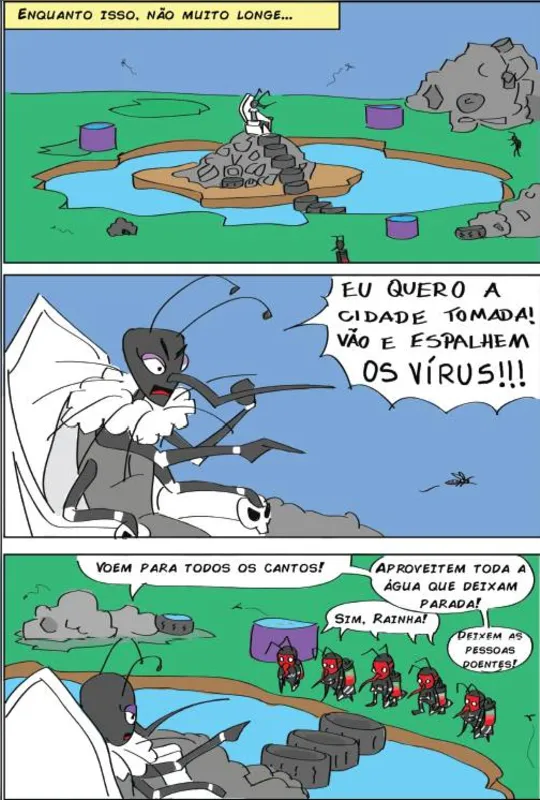 ENQUANTO ISSO, NÃO MUITO LONGE...
EU QUERO A
CIDADE TOMADA!
VÃO E ESPALHEM
OS VÍRUS!!!
VOEM PARA TODOS OS CANTOS!
APROVEITEM TODA A
ÁGUA QUE DEIXAM
PARADA!
SIM, RAINHA!
DEIXEM AS
PESSOAS
DOENTES!